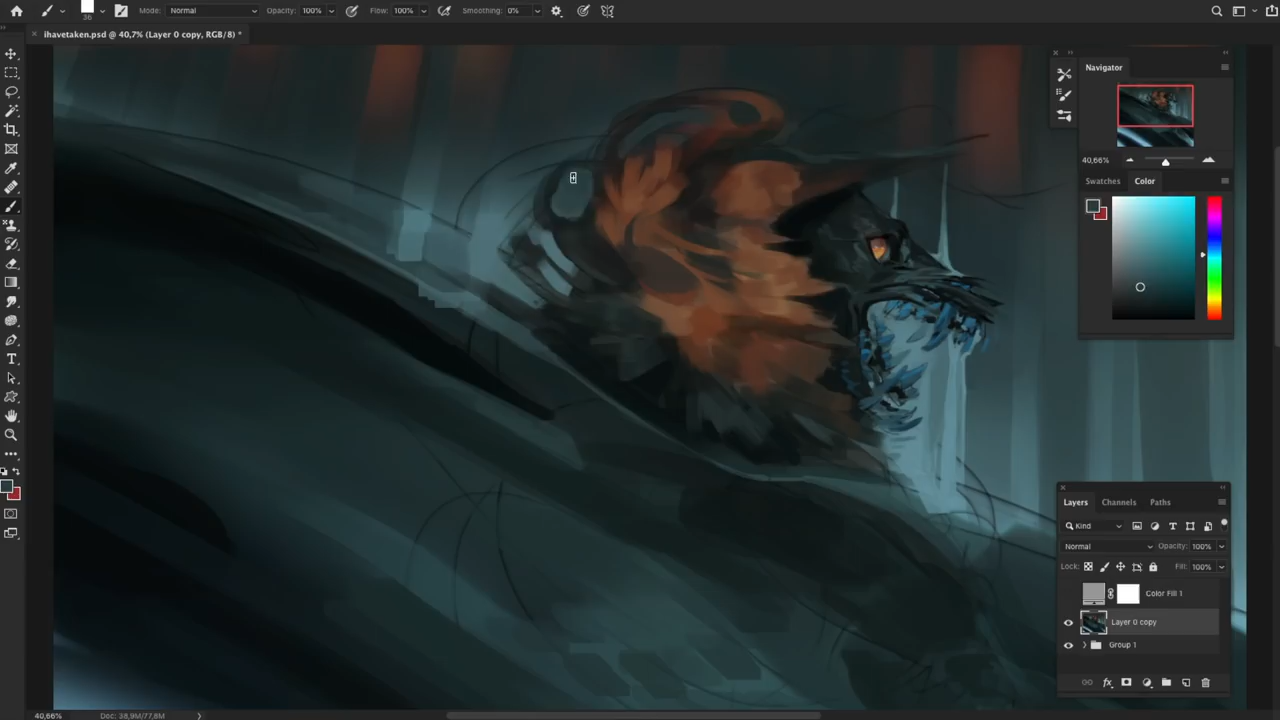 Mode: Normal Opacity: 100% Flow: 100% Smoothing: 0%
36
ihavetaken.psd @ 40,7% (Layer 0 copy, RGB/8) *
Navigator
40,66%
Swatches Color
Layers Channels Paths
Kind
Normal Opacity: 100%
Lock: Fill: 100%
Color Fill 1
Layer 0 copy
Group 1
40,66% Doc: 38,9M/77,8M